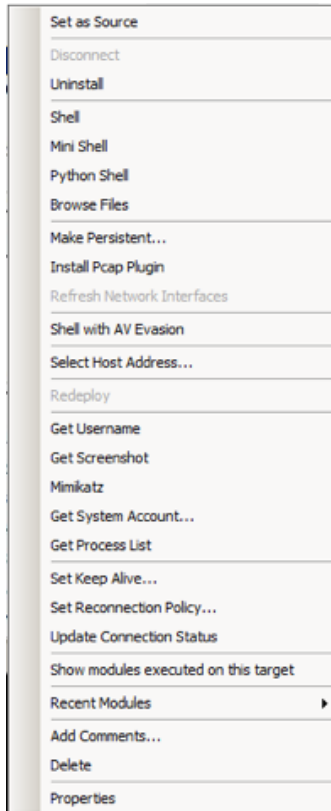 Set as Source
Disconnect
Uninstall
Shell
Mini Shell
Python Shell
Browse Files
Make Persistent...
Install Pcap Plugin
Refresh Network Interfaces
Shell with AV Evasion
Select Host Address...
Redeploy
Get Username
Get Screenshot
Mimikatz
Get System Account...
Get Process List
Set Keep Alive...
Set Reconnection Policy...
Update Connection Status
Show modules executed on this target
Recent Modules
Add Comments...
Delete
Properties